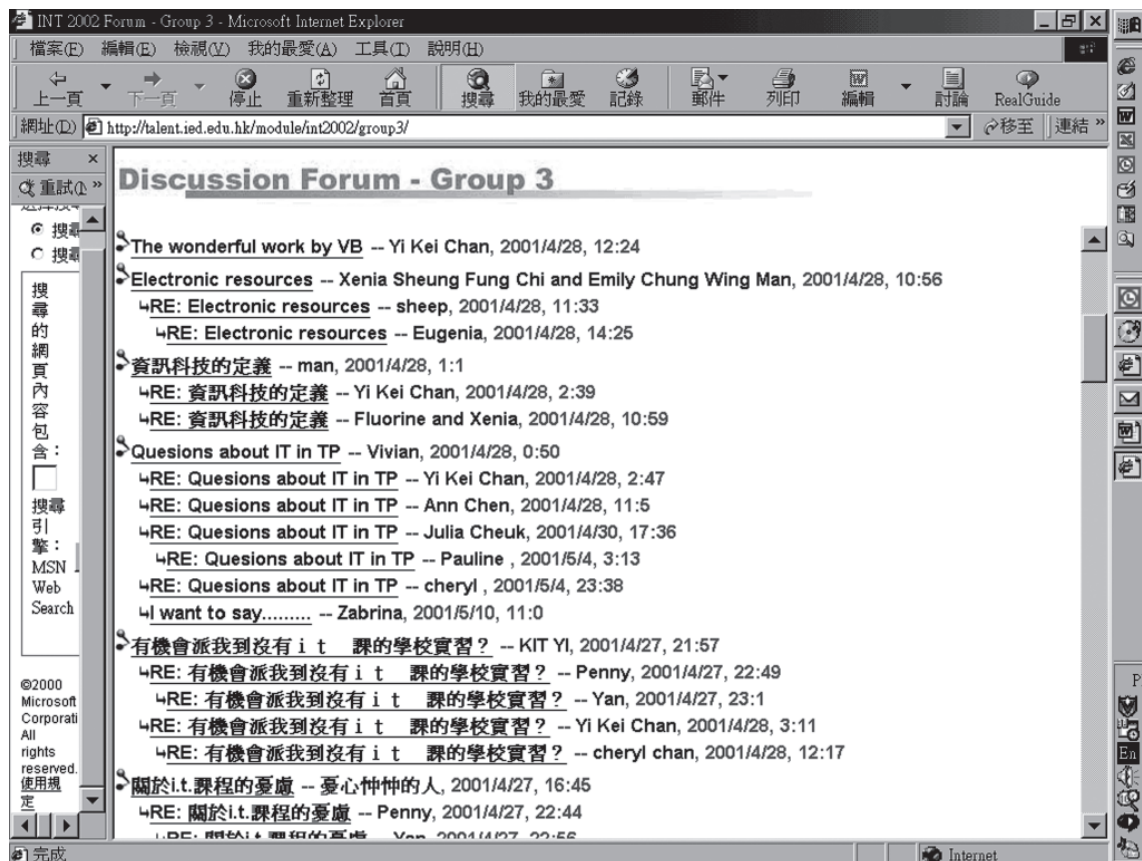 INT 2002 Forum - Group 3 - Microsoft Internet Explorer
檔案(F) 編輯(E) 檢視(V) 我的最愛(A) 工具(T) 說明(H)
上一頁 下一頁 停止 重新整理 首頁 搜尋 我的最愛 記錄 郵件 列印 編輯 討論 RealGuide
網址(D) http://talent.ied.edu.hk/module/int2002/group3/ 移至 連結 »
搜尋 ×
重試 »
搜尋
搜尋
搜
尋
的
網
頁
內
容
包
含：
搜尋
引
擎：
MSN
Web
Search
©2000
Microsoft
Corporati
All
rights
reserved.
使用規
定
Discussion Forum - Group 3
The wonderful work by VB -- Yi Kei Chan, 2001/4/28, 12:24
Electronic resources -- Xenia Sheung Fung Chi and Emily Chung Wing Man, 2001/4/28, 10:56
RE: Electronic resources -- sheep, 2001/4/28, 11:33
RE: Electronic resources -- Eugenia, 2001/4/28, 14:25
資訊科技的定義 -- man, 2001/4/28, 1:1
RE: 資訊科技的定義 -- Yi Kei Chan, 2001/4/28, 2:39
RE: 資訊科技的定義 -- Fluorine and Xenia, 2001/4/28, 10:59
Quesions about IT in TP -- Vivian, 2001/4/28, 0:50
RE: Quesions about IT in TP -- Yi Kei Chan, 2001/4/28, 2:47
RE: Quesions about IT in TP -- Ann Chen, 2001/4/28, 11:5
RE: Quesions about IT in TP -- Julia Cheuk, 2001/4/30, 17:36
RE: Quesions about IT in TP -- Pauline , 2001/5/4, 3:13
RE: Quesions about IT in TP -- cheryl , 2001/5/4, 23:38
I want to say......... -- Zabrina, 2001/5/10, 11:0
有機會派我到沒有ｉｔ　課的學校實習？ -- KIT YI, 2001/4/27, 21:57
RE: 有機會派我到沒有ｉｔ　課的學校實習？ -- Penny, 2001/4/27, 22:49
RE: 有機會派我到沒有ｉｔ　課的學校實習？ -- Yan, 2001/4/27, 23:1
RE: 有機會派我到沒有ｉｔ　課的學校實習？ -- Yi Kei Chan, 2001/4/28, 3:11
RE: 有機會派我到沒有ｉｔ　課的學校實習？ -- cheryl chan, 2001/4/28, 12:17
關於i.t.課程的憂慮 -- 憂心忡忡的人, 2001/4/27, 16:45
RE: 關於i.t.課程的憂慮 -- Penny, 2001/4/27, 22:44
RE: 關於i.t.課程的憂慮 -- Yan, 2001/4/27, 22:56
完成 Internet
P
En